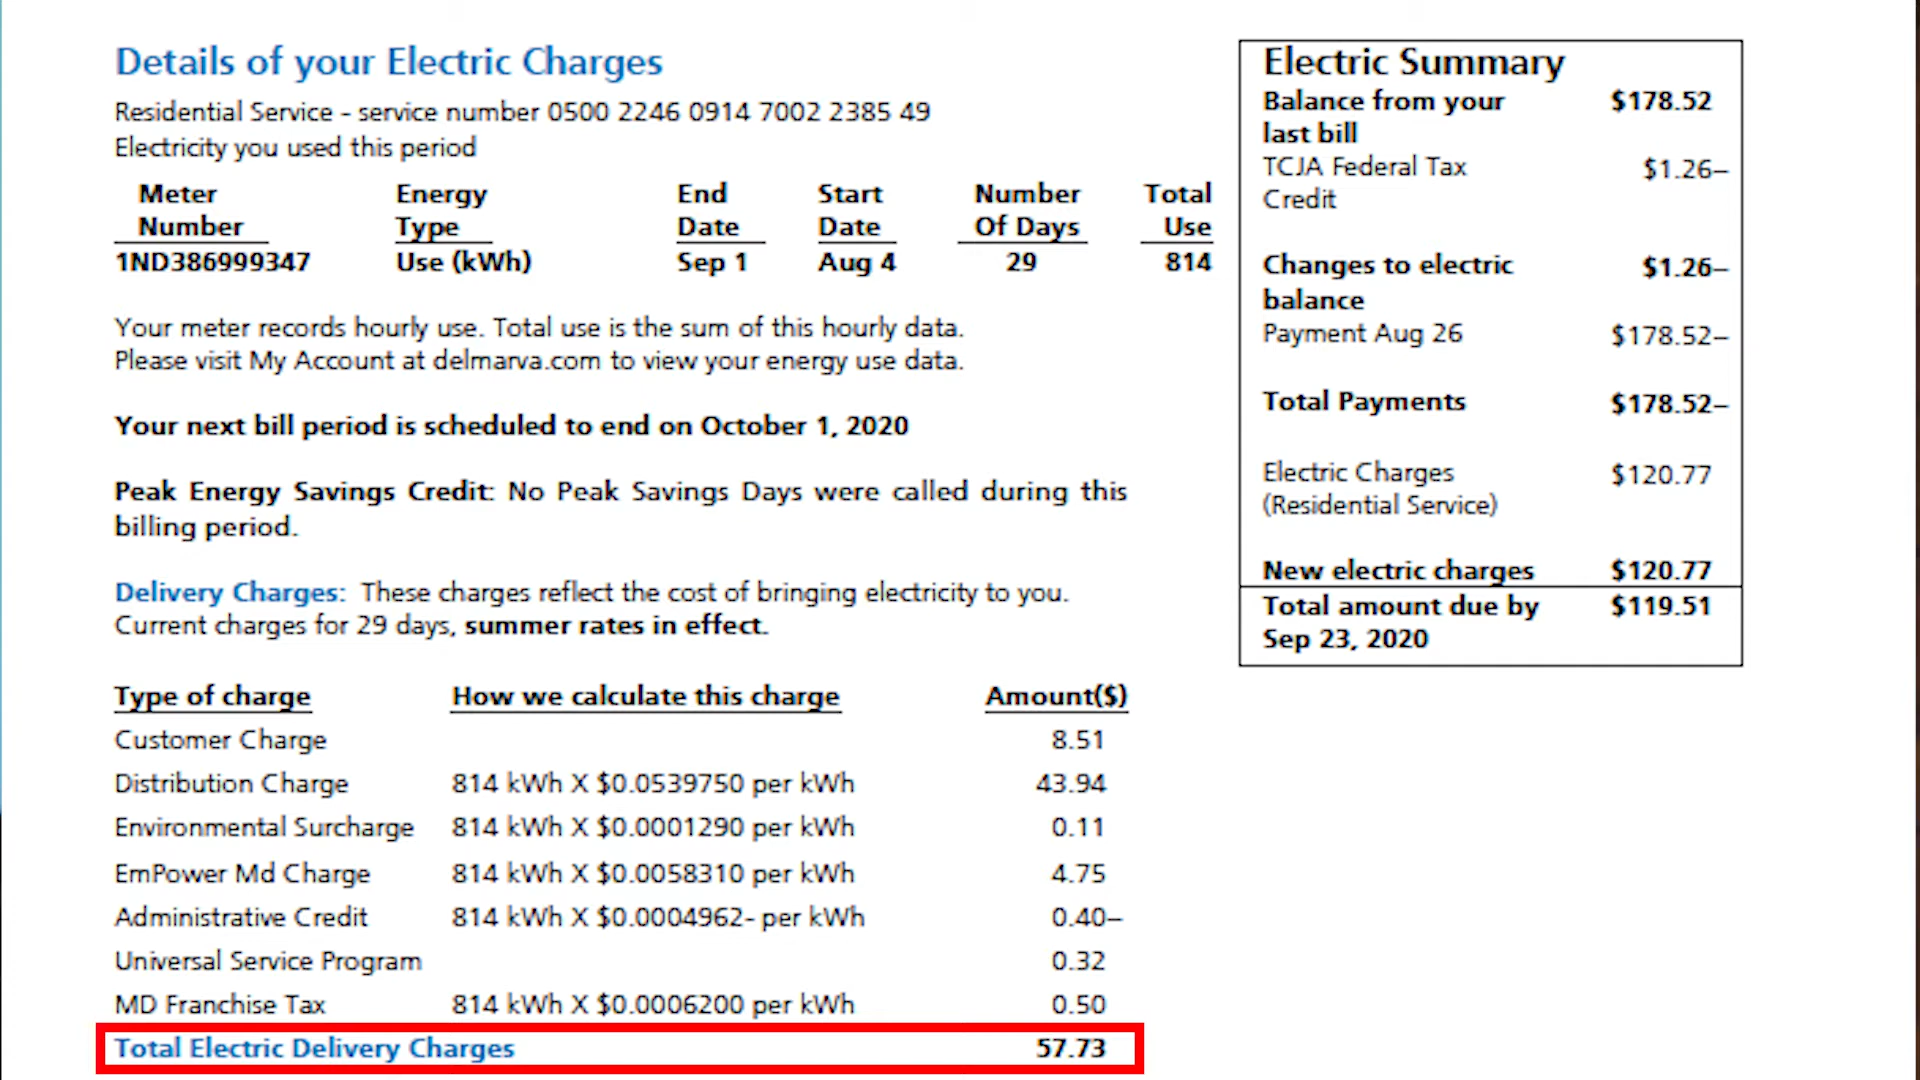 Details of your Electric Charges
Residential Service - service number 0500 2246 0914 7002 2385 49
Electricity you used this period
Meter Number Energy Type End Date Start Date Number Of Days Total Use
1ND386999347 Use (kWh) Sep 1 Aug 4 29 814
Your meter records hourly use. Total use is the sum of this hourly data.
Please visit My Account at delmarva.com to view your energy use data.
Your next bill period is scheduled to end on October 1, 2020
Peak Energy Savings Credit: No Peak Savings Days were called during this
billing period.
Delivery Charges: These charges reflect the cost of bringing electricity to you.
Current charges for 29 days, summer rates in effect.
Type of charge How we calculate this charge Amount($)
Customer Charge 8.51
Distribution Charge 814 kWh X $0.0539750 per kWh 43.94
Environmental Surcharge 814 kWh X $0.0001290 per kWh 0.11
EmPower Md Charge 814 kWh X $0.0058310 per kWh 4.75
Administrative Credit 814 kWh X $0.0004962- per kWh 0.40–
Universal Service Program 0.32
MD Franchise Tax 814 kWh X $0.0006200 per kWh 0.50
Total Electric Delivery Charges 57.73
Electric Summary
Balance from your $178.52
last bill
TCJA Federal Tax $1.26–
Credit
Changes to electric $1.26–
balance
Payment Aug 26 $178.52–
Total Payments $178.52–
Electric Charges $120.77
(Residential Service)
New electric charges $120.77
Total amount due by $119.51
Sep 23, 2020